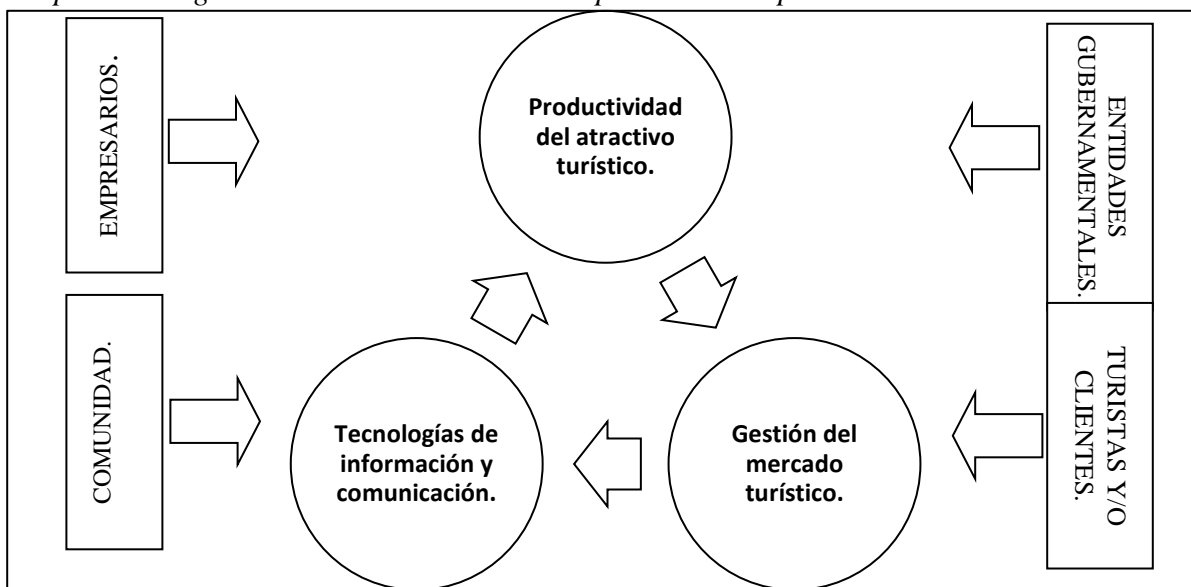 EMPRESARIOS.
Productividad
del atractivo
turístico.
ENTIDADES
GUBERNAMENTALES.
COMUNIDAD.
Tecnologías de
información y
comunicación.
Gestión del
mercado
turístico.
TURISTAS Y/O
CLIENTES.